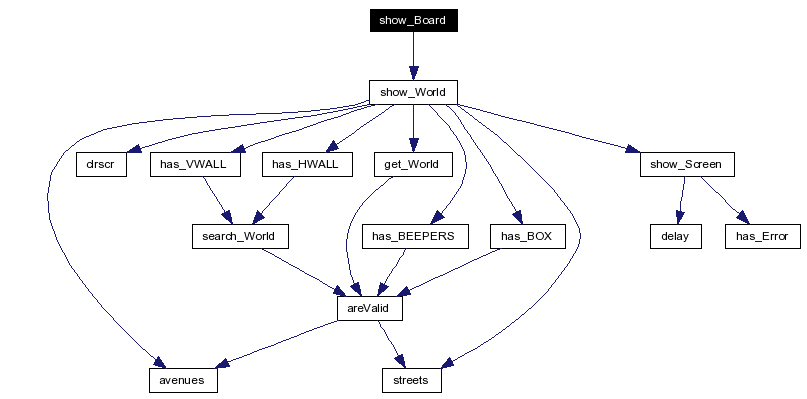 show_Board
show_World
clrscr
has_VWALL
has_HWALL
get_World
show_Screen
search_World
has_BEEPERS
has_BOX
delay
has_Error
areValid
avenues
streets